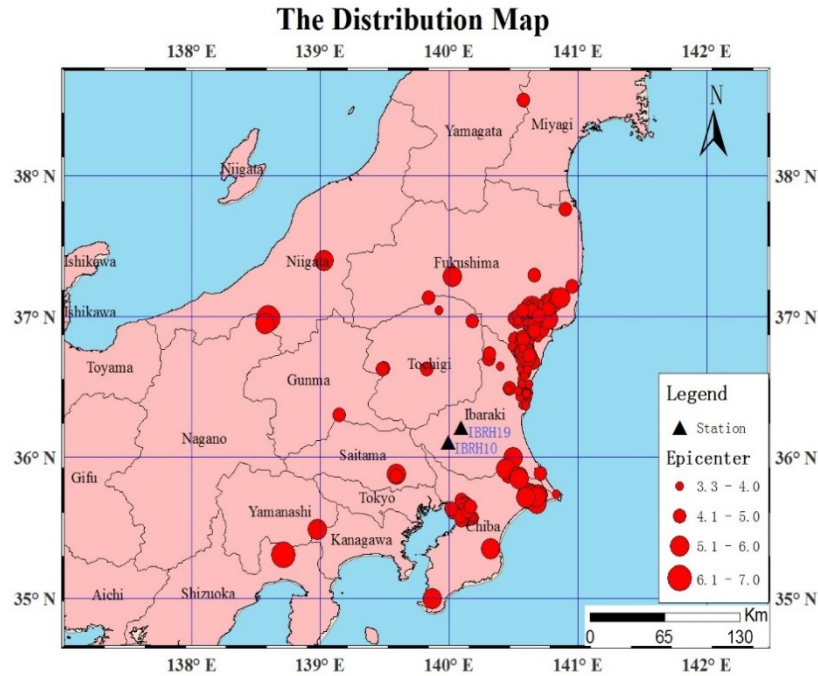 The Distribution Map
138° E 139° E 140° E 141° E 142° E
N
Yamagata
Miyagi
38° N 38° N
Niigata
Ishikawa
Niigata
Fukushima
Ishikawa
37° N 37° N
Toyama
Tochigi
Gunma
Legend
Station
Ibaraki
IBRH19
Nagano
IBRH10
Epicenter
36° N 36° N
Saitama
Gifu
3.3 - 4.0
Tokyo
Yamanashi
4.1 - 5.0
Chiba
Kanagawa
5.1 - 6.0
6.1 - 7.0
Aichi
Shizuoka
35° N 35° N
Km
0 65 130
138° E 139° E 140° E 141° E 142° E